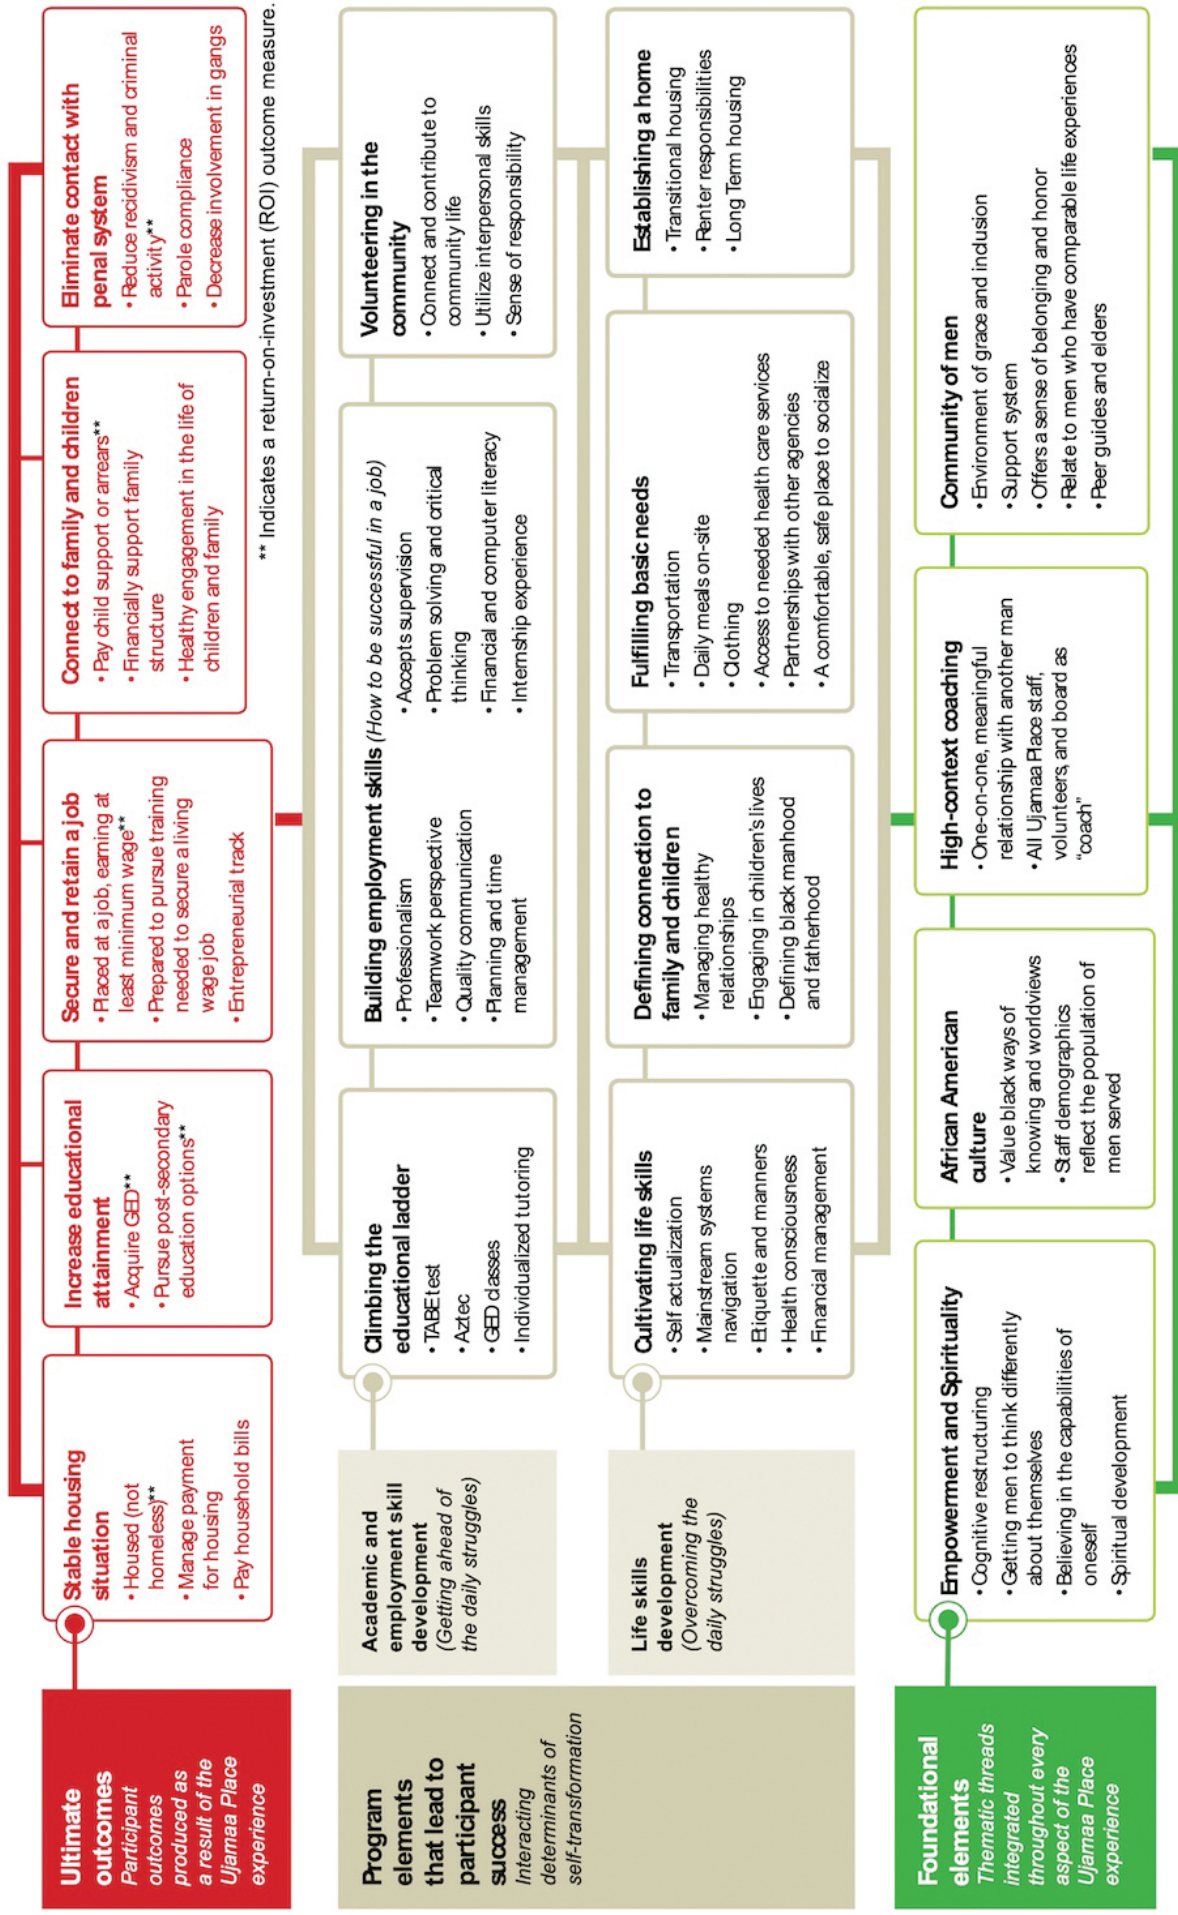 Ultimate
outcomes
Participant
outcomes
produced as
a result of the
Ujamaa Place
experience
Stable housing
situation
• Housed (not
homeless)**
• Manage payment
for housing
• Pay household bills
Increase educational
attainment
• Acquire GED**
• Pursue post-secondary
education options**
Secure and retain a job
• Placed at a job, earning at
least minimum wage**
• Prepared to pursue training
needed to secure a living
wage job
• Entrepreneurial track
Connect to family and children
• Pay child support or arrears**
• Financially support family
structure
• Healthy engagement in the life of
children and family
Eliminate contact with
penal system
• Reduce recidivism and criminal
activity**
• Parole compliance
• Decrease involvement in gangs
** Indicates a return-on-investment (ROI) outcome measure.
Program
elements
that lead to
participant
success
Interacting
determinants of
self-transformation
Academic and
employment skill
development
(Getting ahead of
the daily struggles)
Climbing the
educational ladder
• TABE test
• Aztec
• GED classes
• Individualized tutoring
Building employment skills (How to be successful in a job)
• Professionalism
• Teamwork perspective
• Quality communication
• Planning and time
management
• Accepts supervision
• Problem solving and critical
thinking
• Financial and computer literacy
• Internship experience
Volunteering in the
community
• Connect and contribute to
community life
• Utilize interpersonal skills
• Sense of responsibility
Life skills
development
(Overcoming the
daily struggles)
Cultivating life skills
• Self actualization
• Mainstream systems
navigation
• Etiquette and manners
• Health consciousness
• Financial management
Defining connection to
family and children
• Managing healthy
relationships
• Engaging in children's lives
• Defining black manhood
and fatherhood
Fulfilling basic needs
• Transportation
• Daily meals on-site
• Clothing
• Access to needed health care services
• Partnerships with other agencies
• A comfortable, safe place to socialize
Establishing a home
• Transitional housing
• Renter responsibilities
• Long Term housing
Foundational
elements
Thematic threads
integrated
throughout every
aspect of the
Ujamaa Place
experience
Empowerment and Spirituality
• Cognitive restructuring
• Getting men to think differently
about themselves
• Believing in the capabilities of
oneself
• Spiritual development
African American
culture
• Value black ways of
knowing and worldviews
• Staff demographics
reflect the population of
men served
High-context coaching
• One-on-one, meaningful
relationship with another man
• All Ujamaa Place staff,
volunteers, and board as
“coach”
Community of men
• Environment of grace and inclusion
• Support system
• Offers a sense of belonging and honor
• Relate to men who have comparable life experiences
• Peer guides and elders